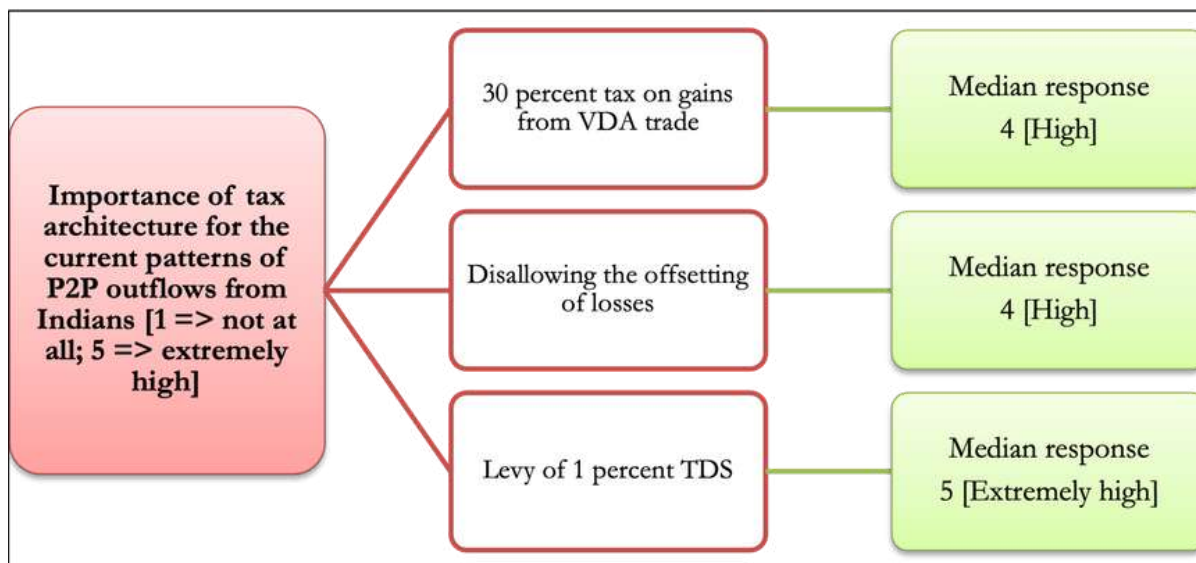 Importance of tax
architecture for the
current patterns of
P2P outflows from
Indians [1 => not at
all; 5 => extremely
high]
30 percent tax on gains
from VDA trade
Median response
4 [High]
Disallowing the offsetting
of losses
Median response
4 [High]
Levy of 1 percent TDS
Median response
5 [Extremely high]